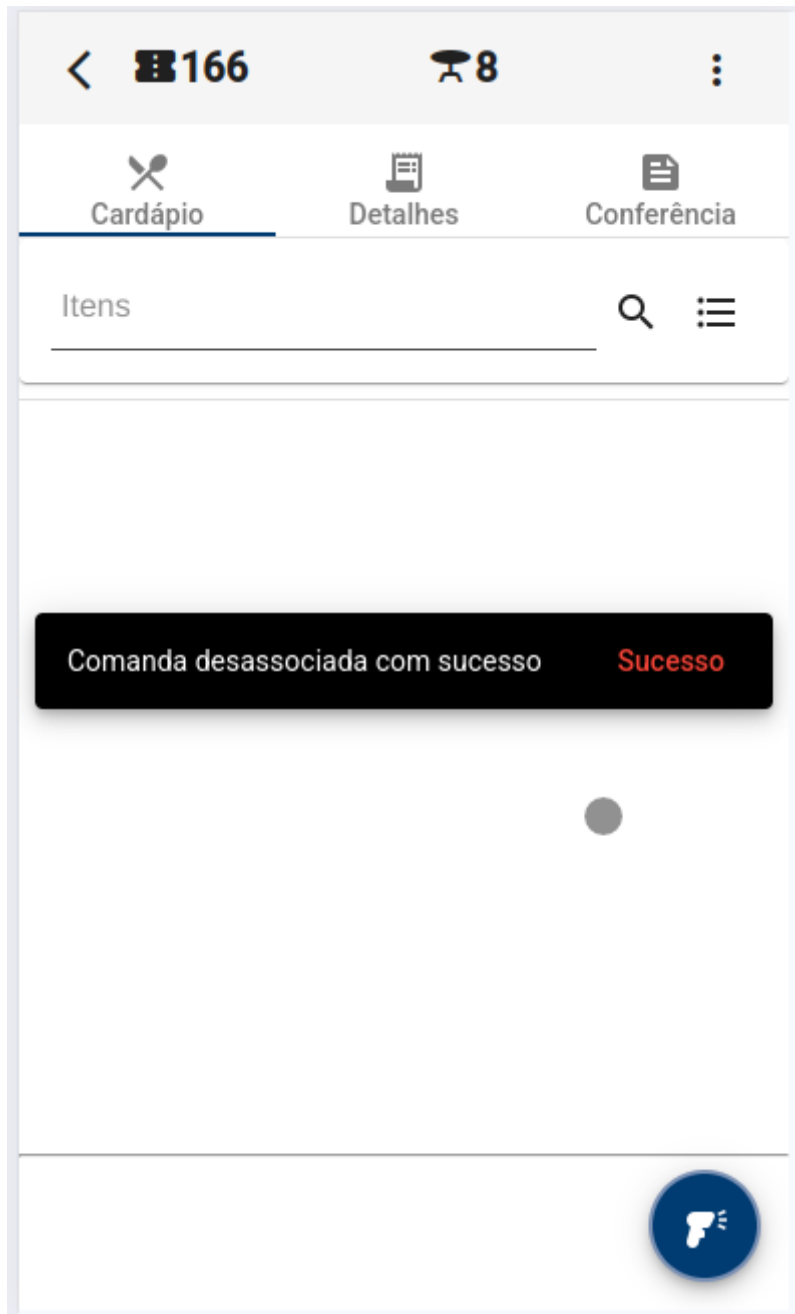 166 8
Cardápio Detalhes Conferência
Itens
Comanda desassociada com sucesso Sucesso